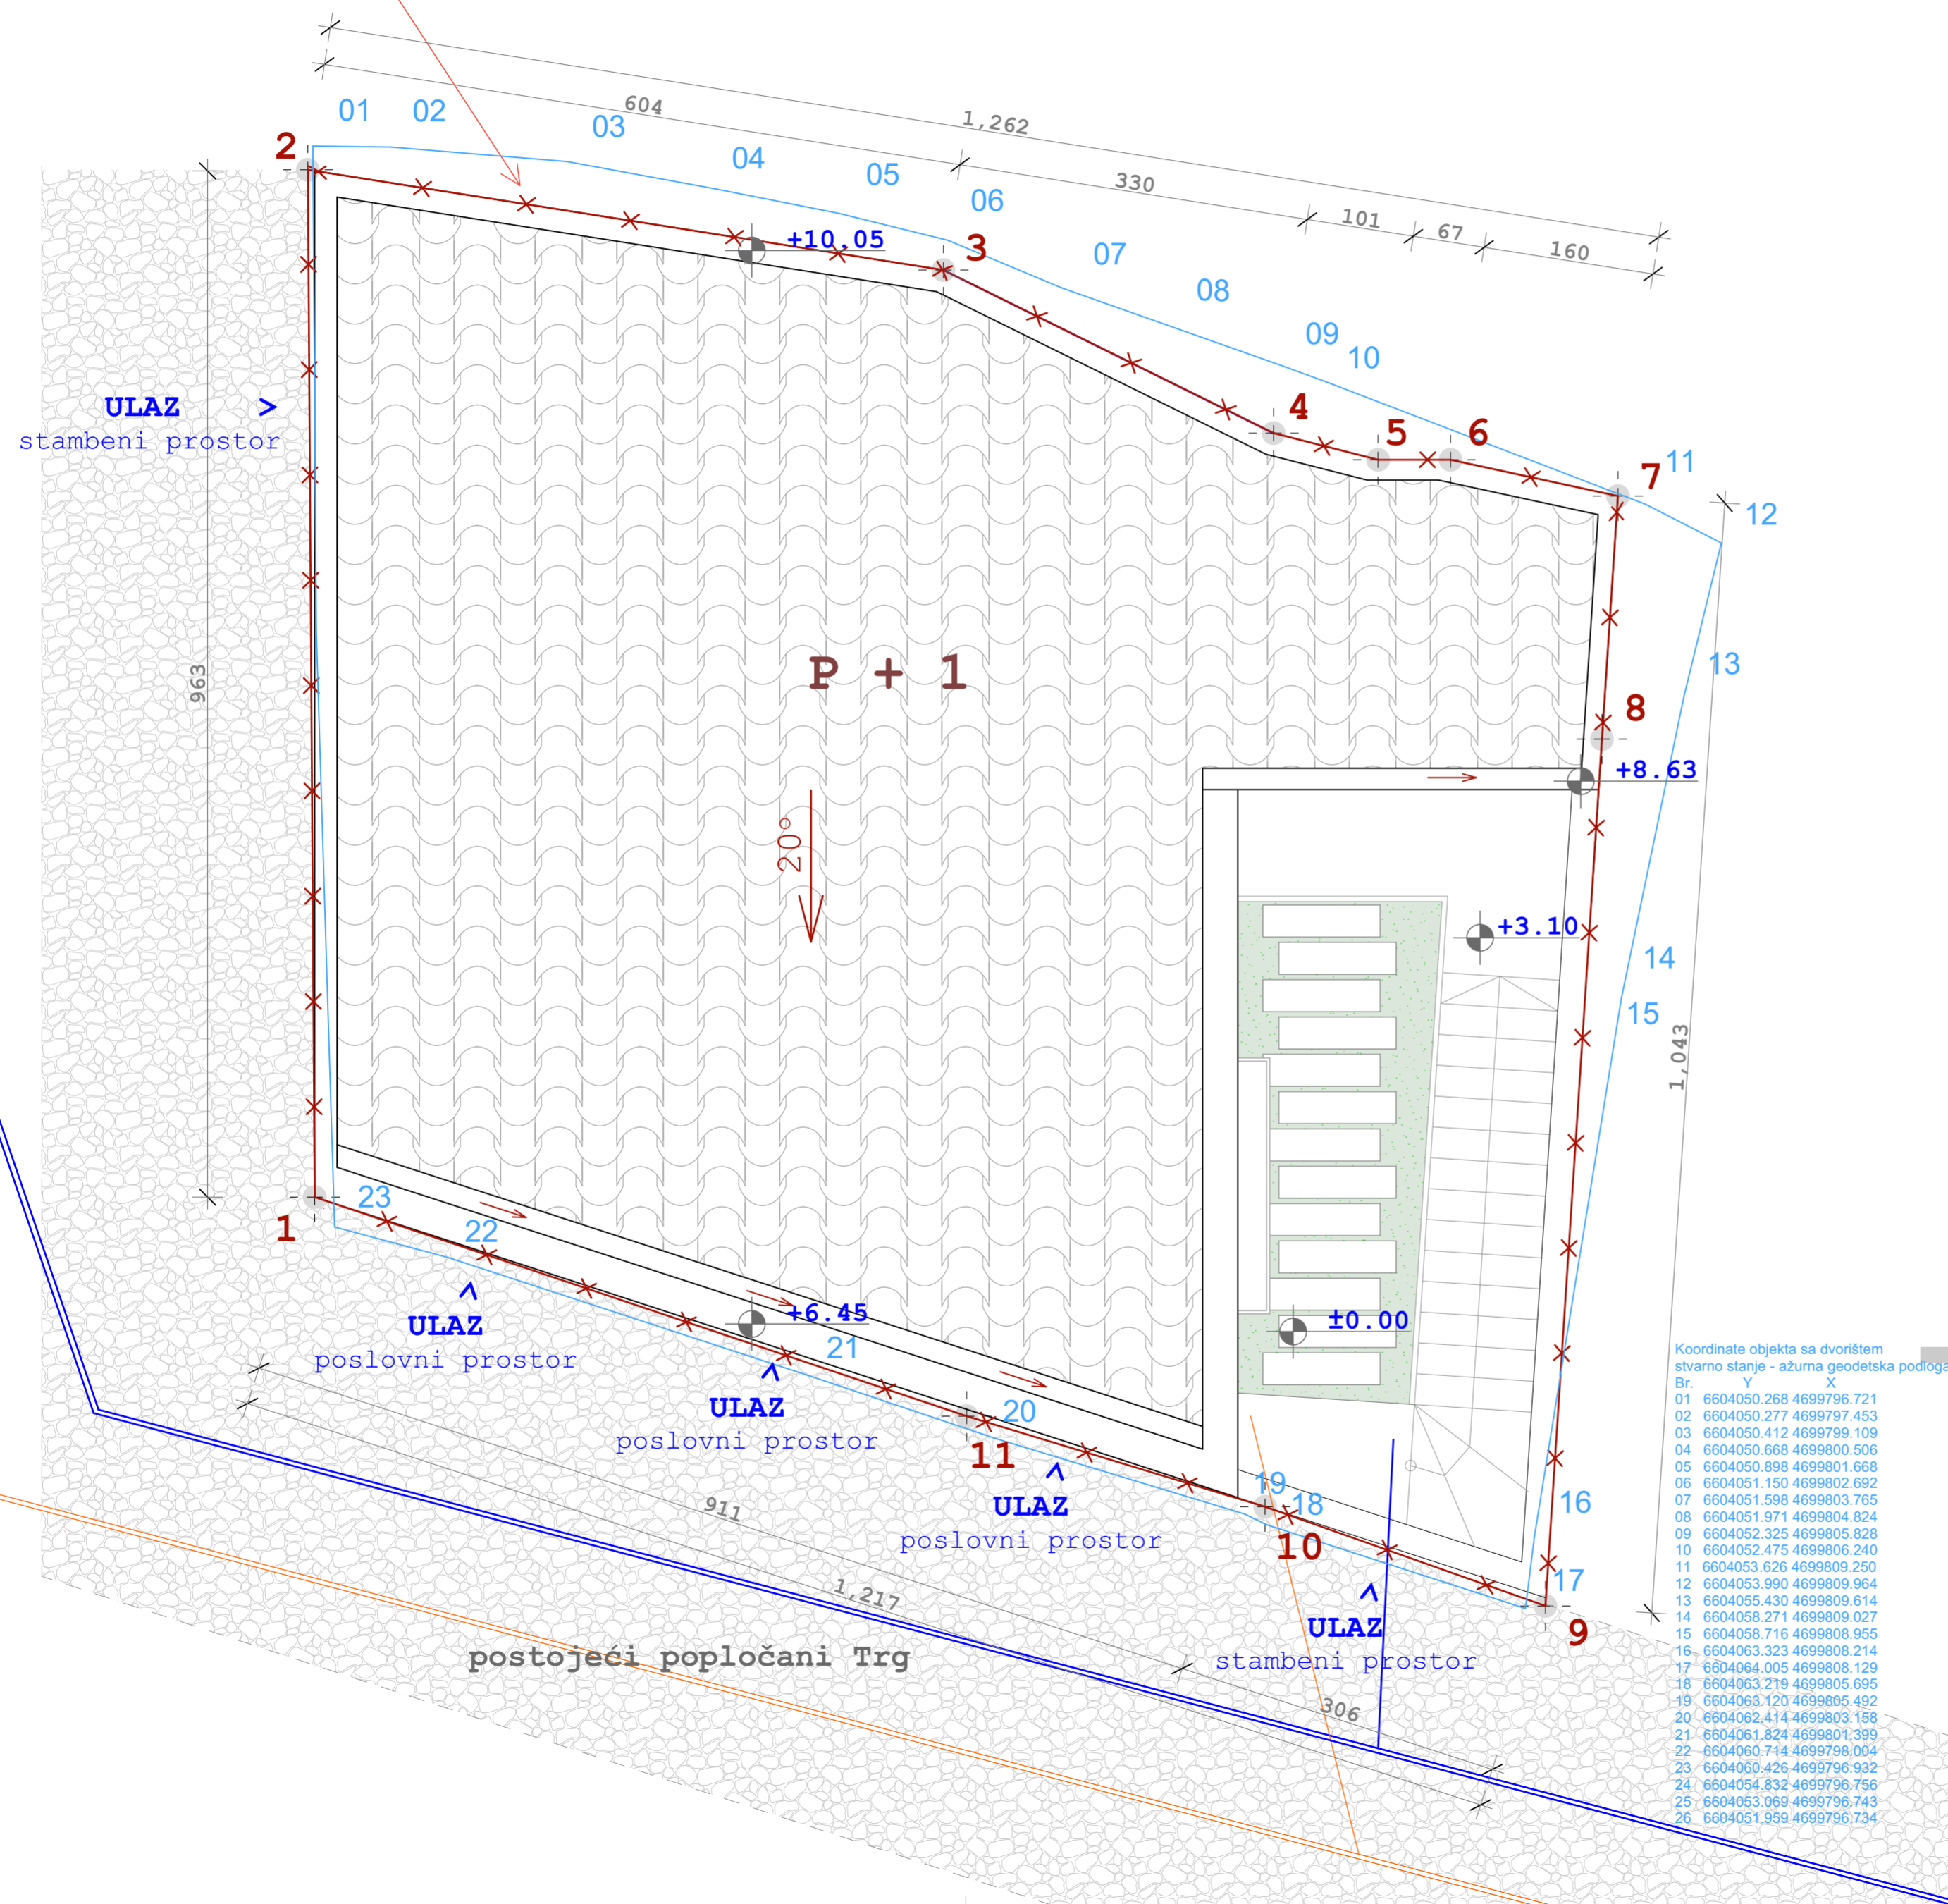 01
02
03
04
05
06
07
08
09
10
11
12
13
14
15
16
17
18
19
20
21
22
23
604
1,262
330
101
67
160
963
1,043
911
1,217
306
2
3
4
5
6
7
8
9
10
11
1
+10.05
+8.63
+3.10
±0.00
+6.45
P + 1
20°
ULAZ >
stambeni prostor
^
ULAZ
poslovni prostor
^
ULAZ
poslovni prostor
^
ULAZ
poslovni prostor
^
ULAZ
stambeni prostor
postojeći popločani Trg
Koordinate objekta sa dvorištem
stvarno stanje - ažurna geodetska podloga
Br. Y X
01 6604050.268 4699796.721
02 6604050.277 4699797.453
03 6604050.412 4699799.109
04 6604050.668 4699800.506
05 6604050.898 4699801.668
06 6604051.150 4699802.692
07 6604051.598 4699803.765
08 6604051.971 4699804.824
09 6604052.325 4699805.828
10 6604052.475 4699806.240
11 6604053.626 4699809.250
12 6604053.990 4699809.964
13 6604055.430 4699809.614
14 6604058.271 4699809.027
15 6604058.716 4699808.955
16 6604063.323 4699808.214
17 6604064.005 4699808.129
18 6604063.219 4699805.695
19 6604063.120 4699805.492
20 6604062.414 4699803.158
21 6604061.824 4699801.399
22 6604060.714 4699798.004
23 6604060.426 4699796.932
24 6604054.832 4699796.756
25 6604053.069 4699796.743
26 6604051.959 4699796.734